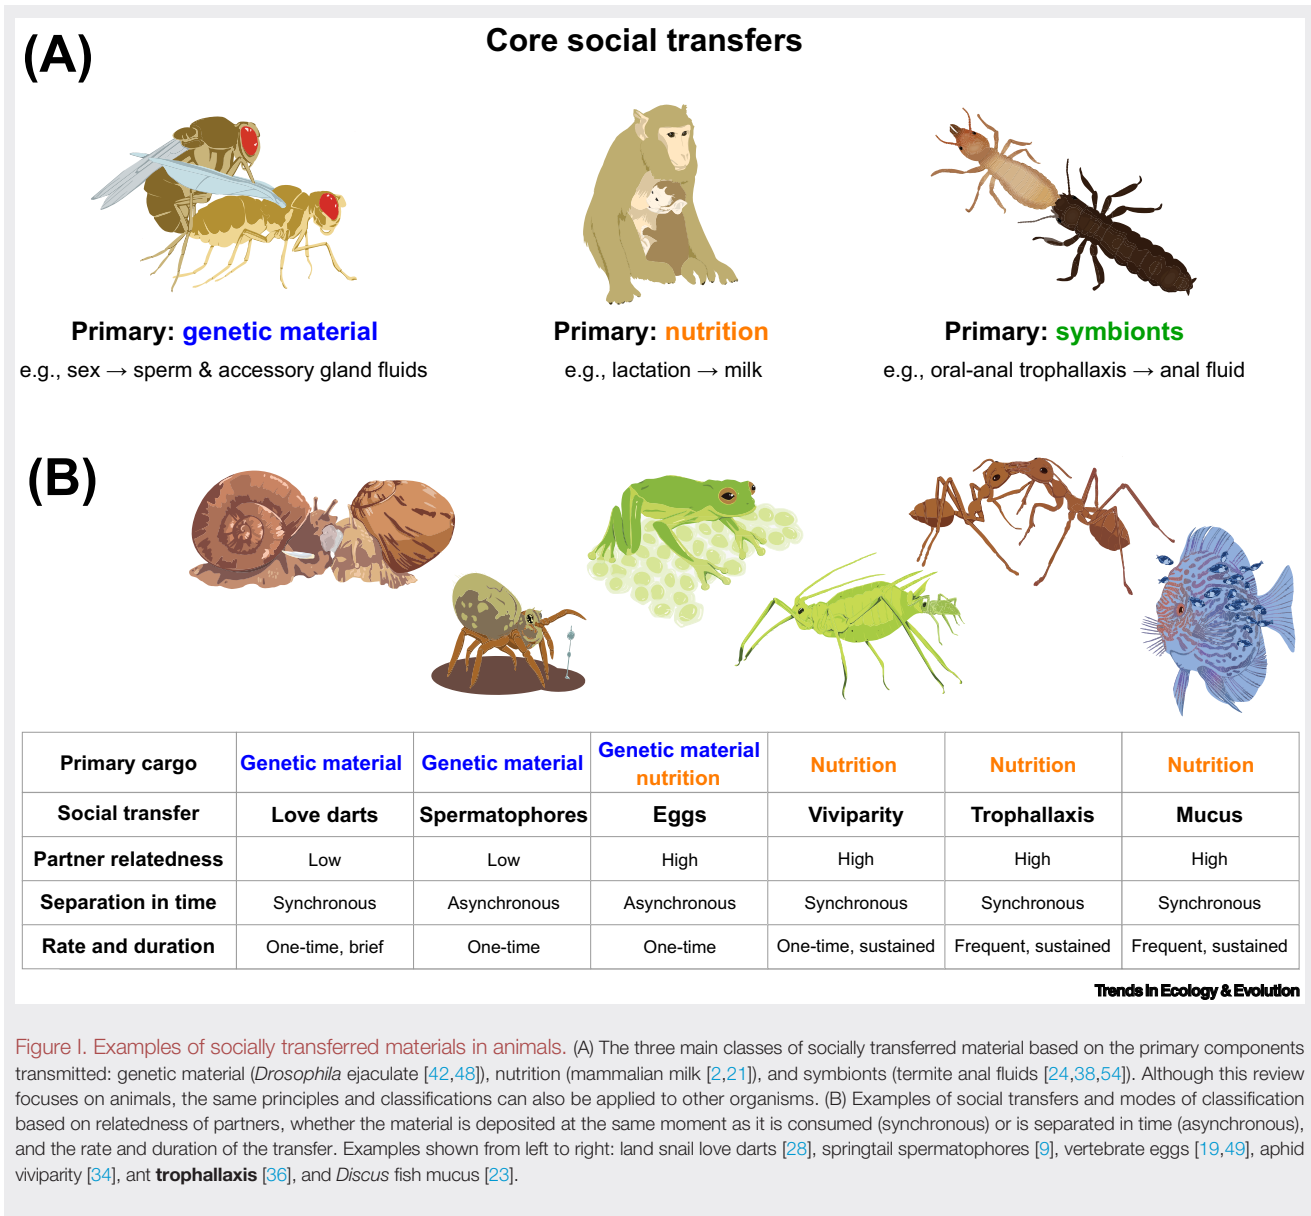 (A)
Core social transfers
Primary: genetic material
e.g., sex → sperm & accessory gland fluids
Primary: nutrition
e.g., lactation → milk
Primary: symbionts
e.g., oral-anal trophallaxis → anal fluid
(B)
Primary cargo Genetic material Genetic material Genetic material nutrition Nutrition Nutrition Nutrition
Social transfer Love darts Spermatophores Eggs Viviparity Trophallaxis Mucus
Partner relatedness Low Low High High High High
Separation in time Synchronous Asynchronous Asynchronous Synchronous Synchronous Synchronous
Rate and duration One-time, brief One-time One-time One-time, sustained Frequent, sustained Frequent, sustained
Trends in Ecology & Evolution
Figure I. Examples of socially transferred materials in animals. (A) The three main classes of socially transferred material based on the primary components
transmitted: genetic material (Drosophila ejaculate [42,48]), nutrition (mammalian milk [2,21]), and symbionts (termite anal fluids [24,38,54]). Although this review
focuses on animals, the same principles and classifications can also be applied to other organisms. (B) Examples of social transfers and modes of classification
based on relatedness of partners, whether the material is deposited at the same moment as it is consumed (synchronous) or is separated in time (asynchronous),
and the rate and duration of the transfer. Examples shown from left to right: land snail love darts [28], springtail spermatophores [9], vertebrate eggs [19,49], aphid
viviparity [34], ant trophallaxis [36], and Discus fish mucus [23].